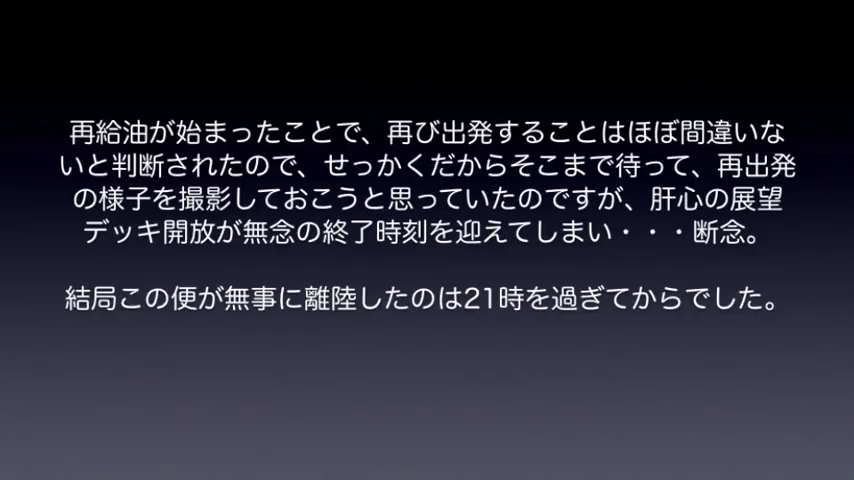 再給油が始まったことで、再び出発することはほぼ間違いな
いと判断されたので、せっかくだからそこまで待って、再出発
の様子を撮影しておこうと思っていたのですが、肝心の展望
デッキ開放が無念の終了時刻を迎えてしまい・・・断念。
結局この便が無事に離陸したのは21時を過ぎてからでした。